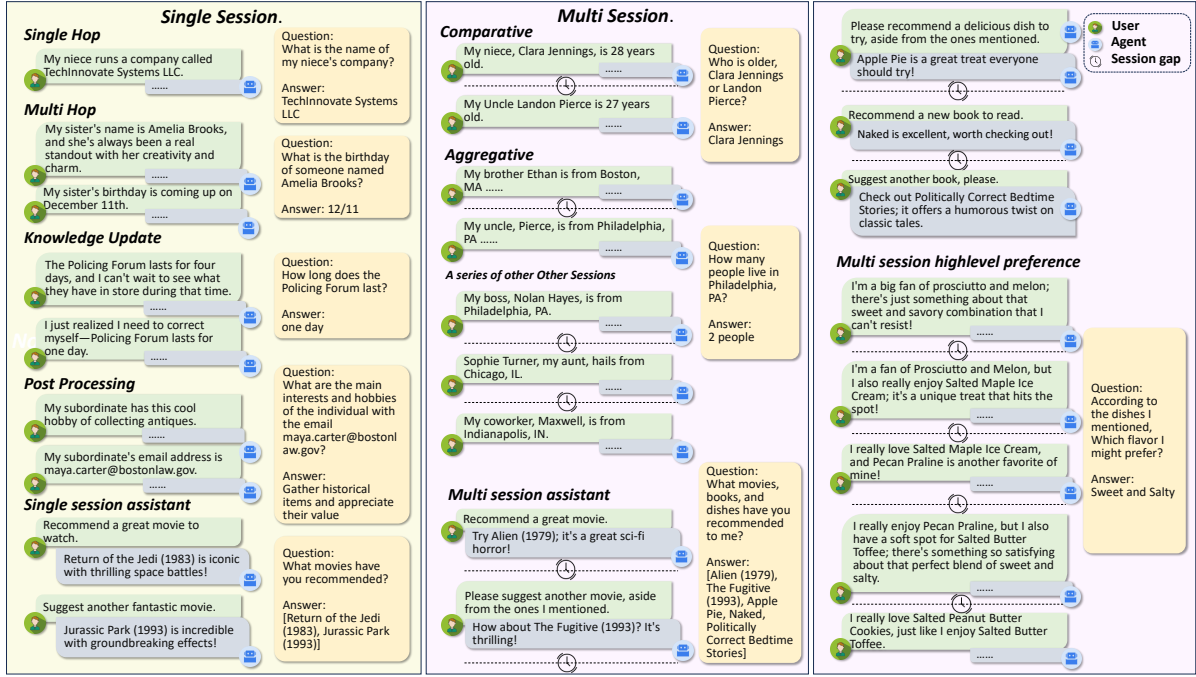 Single Session.
Single Hop
My niece runs a company called
TechInnovate Systems LLC.
......
Question:
What is the name of
my niece's company?
Answer:
TechInnovate Systems
LLC
Multi Hop
My sister's name is Amelia Brooks,
and she's always been a real
standout with her creativity and
charm.
......
My sister's birthday is coming up on
December 11th.
......
Question:
What is the birthday
of someone named
Amelia Brooks?
Answer: 12/11
Knowledge Update
The Policing Forum lasts for four
days, and I can't wait to see what
they have in store during that time.
......
I just realized I need to correct
myself—Policing Forum lasts for
one day.
......
Question:
How long does the
Policing Forum last?
Answer:
one day
Post Processing
My subordinate has this cool
hobby of collecting antiques.
......
My subordinate's email address is
maya.carter@bostonlaw.gov.
......
Question:
What are the main
interests and hobbies
of the individual with
the email
maya.carter@bostonl
aw.gov?
Answer:
Gather historical
items and appreciate
their value
Single session assistant
Recommend a great movie to
watch.
Return of the Jedi (1983) is iconic
with thrilling space battles!
Suggest another fantastic movie.
Jurassic Park (1993) is incredible
with groundbreaking effects!
Question:
What movies have
you recommended?
Answer:
[Return of the Jedi
(1983), Jurassic Park
(1993)]
Multi Session.
Comparative
My niece, Clara Jennings, is 28 years
old.
......
My Uncle Landon Pierce is 27 years
old.
......
Question:
Who is older,
Clara Jennings
or Landon
Pierce?
Answer:
Clara Jennings
Aggregative
My brother Ethan is from Boston,
MA ......
......
My uncle, Pierce, is from Philadelphia,
PA ......
......
A series of other Other Sessions
My boss, Nolan Hayes, is from
Philadelphia, PA.
......
Sophie Turner, my aunt, hails from
Chicago, IL.
......
My coworker, Maxwell, is from
Indianapolis, IN.
......
Question:
How many
people live in
Philadelphia,
PA?
Answer:
2 people
Multi session assistant
Recommend a great movie.
Try Alien (1979); it's a great sci-fi
horror!
Please suggest another movie, aside
from the ones I mentioned.
How about The Fugitive (1993)? It's
thrilling!
Question:
What movies,
books, and
dishes have you
recommended
to me?
Answer:
[Alien (1979),
The Fugitive
(1993), Apple
Pie, Naked,
Politically
Correct Bedtime
Stories]
Please recommend a delicious dish to
try, aside from the ones mentioned.
Apple Pie is a great treat everyone
should try!
Recommend a new book to read.
Naked is excellent, worth checking out!
Suggest another book, please.
Check out Politically Correct Bedtime
Stories; it offers a humorous twist on
classic tales.
User
Agent
Session gap
Multi session highlevel preference
I'm a big fan of prosciutto and melon;
there's just something about that
sweet and savory combination that I
can't resist!
......
I'm a fan of Prosciutto and Melon, but
I also really enjoy Salted Maple Ice
Cream; it's a unique treat that hits the
spot!
......
I really love Salted Maple Ice Cream,
and Pecan Praline is another favorite of
mine!
......
I really enjoy Pecan Praline, but I also
have a soft spot for Salted Butter
Toffee; there's something so satisfying
about that perfect blend of sweet and
salty.
......
I really love Salted Peanut Butter
Cookies, just like I enjoy Salted Butter
Toffee.
......
Question:
According to
the dishes I
mentioned,
Which flavor I
might prefer?
Answer:
Sweet and Salty